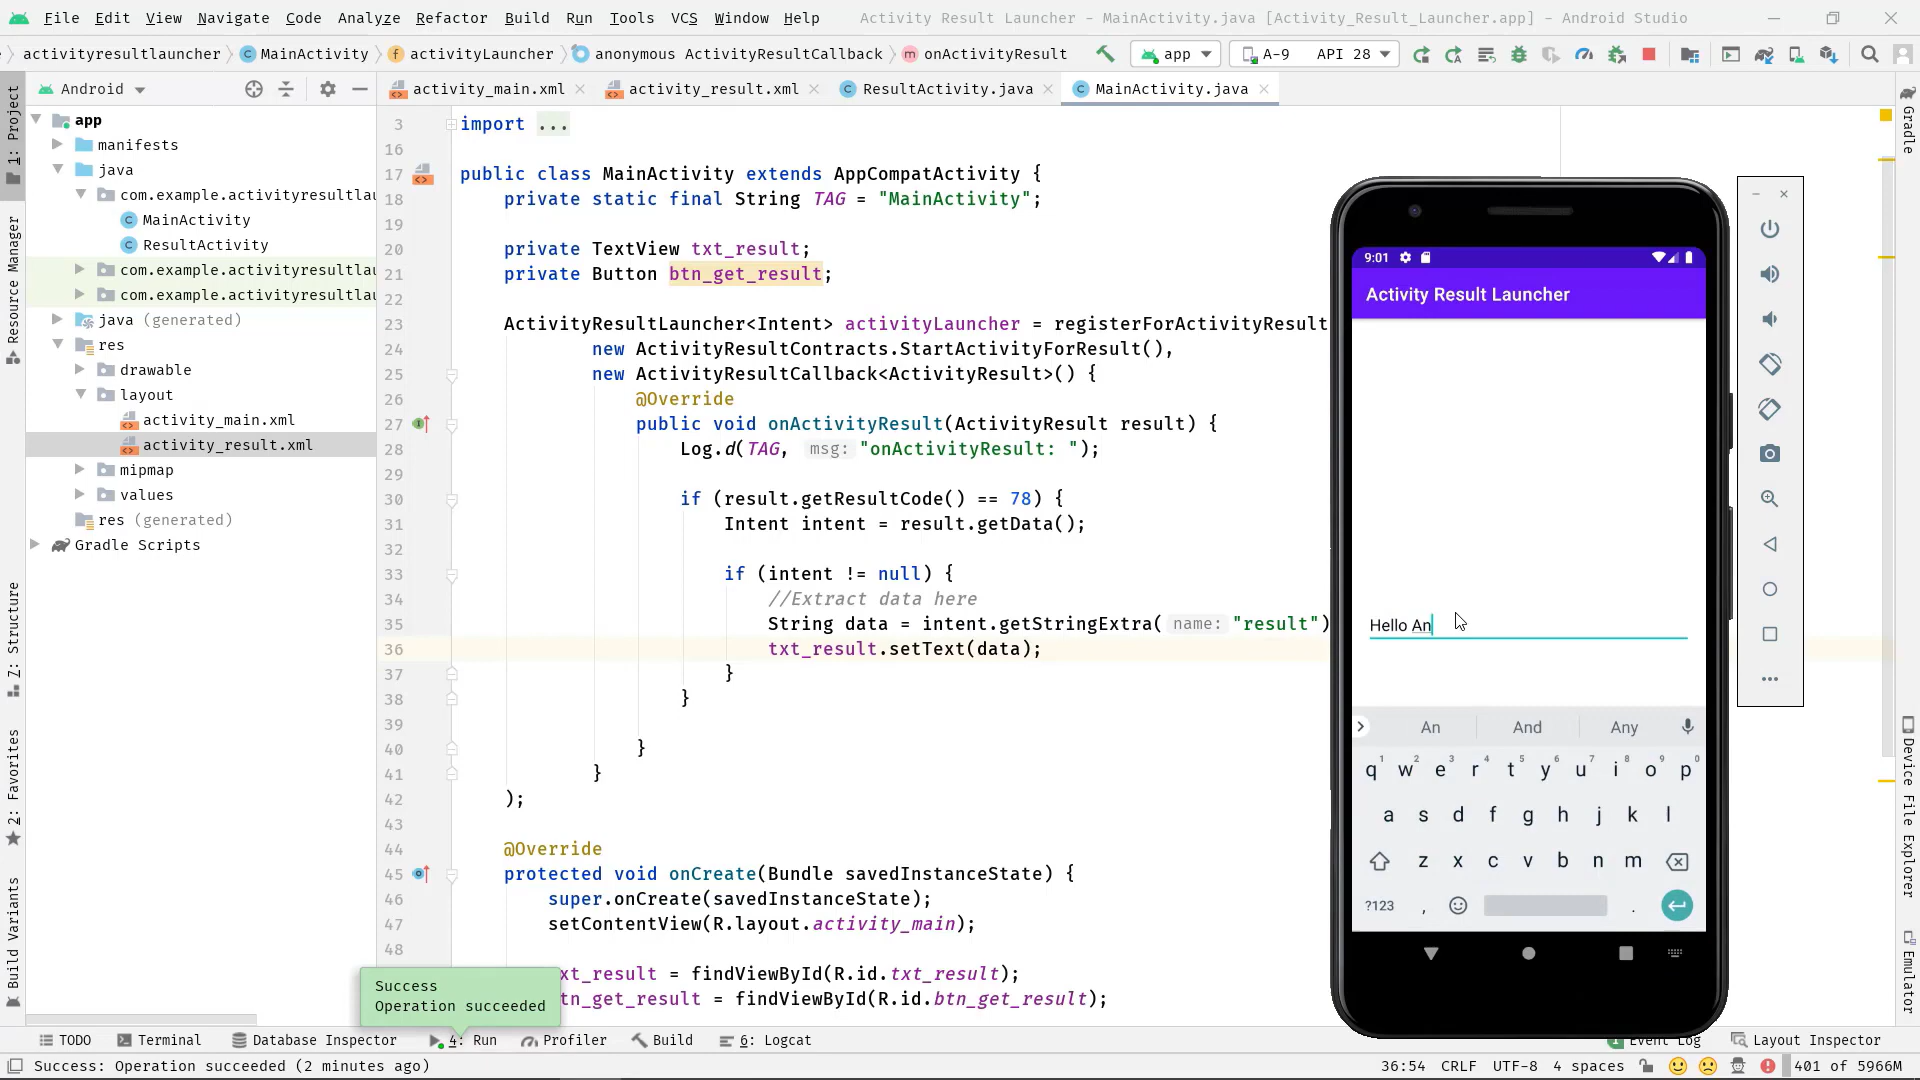 File Edit View Navigate Code Analyze Refactor Build Run Tools VCS Window Help Activity Result Launcher - MainActivity.java [Activity_Result_Launcher.app] - Android Studio
activityresultlauncher MainActivity activityLauncher anonymous ActivityResultCallback onActivityResult app A-9 API 28
Android activity_main.xml activity_result.xml ResultActivity.java MainActivity.java
1: Project
Resource Manager
Z: Structure
2: Favorites
Build Variants
app
manifests
java
com.example.activityresultlau
MainActivity
ResultActivity
com.example.activityresultlau
com.example.activityresultlau
java (generated)
res
drawable
layout
activity_main.xml
activity_result.xml
mipmap
values
res (generated)
Gradle Scripts
3 import ...
16
17 public class MainActivity extends AppCompatActivity {
18 private static final String TAG = "MainActivity";
19
20 private TextView txt_result;
21 private Button btn_get_result;
22
23 ActivityResultLauncher<Intent> activityLauncher = registerForActivityResult
24 new ActivityResultContracts.StartActivityForResult(),
25 new ActivityResultCallback<ActivityResult>() {
26 @Override
27 public void onActivityResult(ActivityResult result) {
28 Log.d(TAG, msg: "onActivityResult: ");
29
30 if (result.getResultCode() == 78) {
31 Intent intent = result.getData();
32
33 if (intent != null) {
34 //Extract data here
35 String data = intent.getStringExtra( name: "result")
36 txt_result.setText(data);
37 }
38 }
39
40 }
41 }
42 );
43
44 @Override
45 protected void onCreate(Bundle savedInstanceState) {
46 super.onCreate(savedInstanceState);
47 setContentView(R.layout.activity_main);
48
xt_result = findViewById(R.id.txt_result);
tn_get_result = findViewById(R.id.btn_get_result);
Success
Operation succeeded
9:01
Activity Result Launcher
Hello An
An And Any
q1 w2 e3 r4 t5 y6 u7 i8 o9 p0
a s d f g h j k l
z x c v b n m
?123 , .
Gradle
Device File Explorer
Emulator
TODO Terminal Database Inspector 4: Run Profiler Build 6: Logcat Event Log Layout Inspector
Success: Operation succeeded (2 minutes ago) 36:54 CRLF UTF-8 4 spaces 401 of 5966M